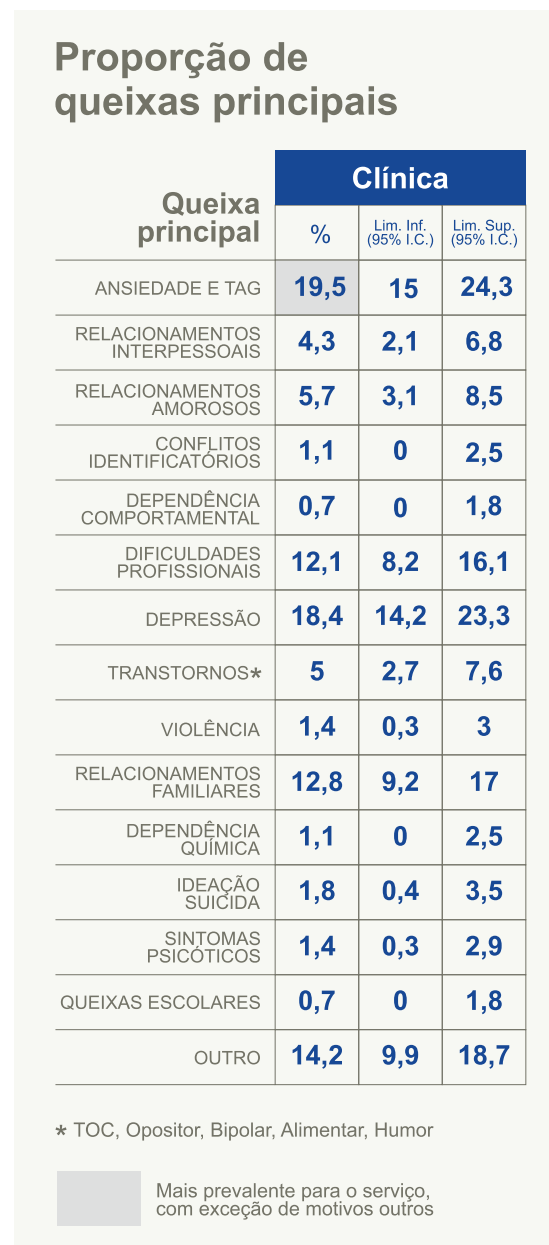 Proporção de
queixas principais
Clínica
Queixa
principal
%
Lim. Inf.
(95% I.C.)
Lim. Sup.
(95% I.C.)
ANSIEDADE E TAG 19,5 15 24,3
RELACIONAMENTOS
INTERPESSOAIS 4,3 2,1 6,8
RELACIONAMENTOS
AMOROSOS 5,7 3,1 8,5
CONFLITOS
IDENTIFICATÓRIOS 1,1 0 2,5
DEPENDÊNCIA
COMPORTAMENTAL 0,7 0 1,8
DIFICULDADES
PROFISSIONAIS 12,1 8,2 16,1
DEPRESSÃO 18,4 14,2 23,3
TRANSTORNOS* 5 2,7 7,6
VIOLÊNCIA 1,4 0,3 3
RELACIONAMENTOS
FAMILIARES 12,8 9,2 17
DEPENDÊNCIA
QUÍMICA 1,1 0 2,5
IDEAÇÃO
SUICIDA 1,8 0,4 3,5
SINTOMAS
PSICÓTICOS 1,4 0,3 2,9
QUEIXAS ESCOLARES 0,7 0 1,8
OUTRO 14,2 9,9 18,7
* TOC, Opositor, Bipolar, Alimentar, Humor
Mais prevalente para o serviço,
com exceção de motivos outros